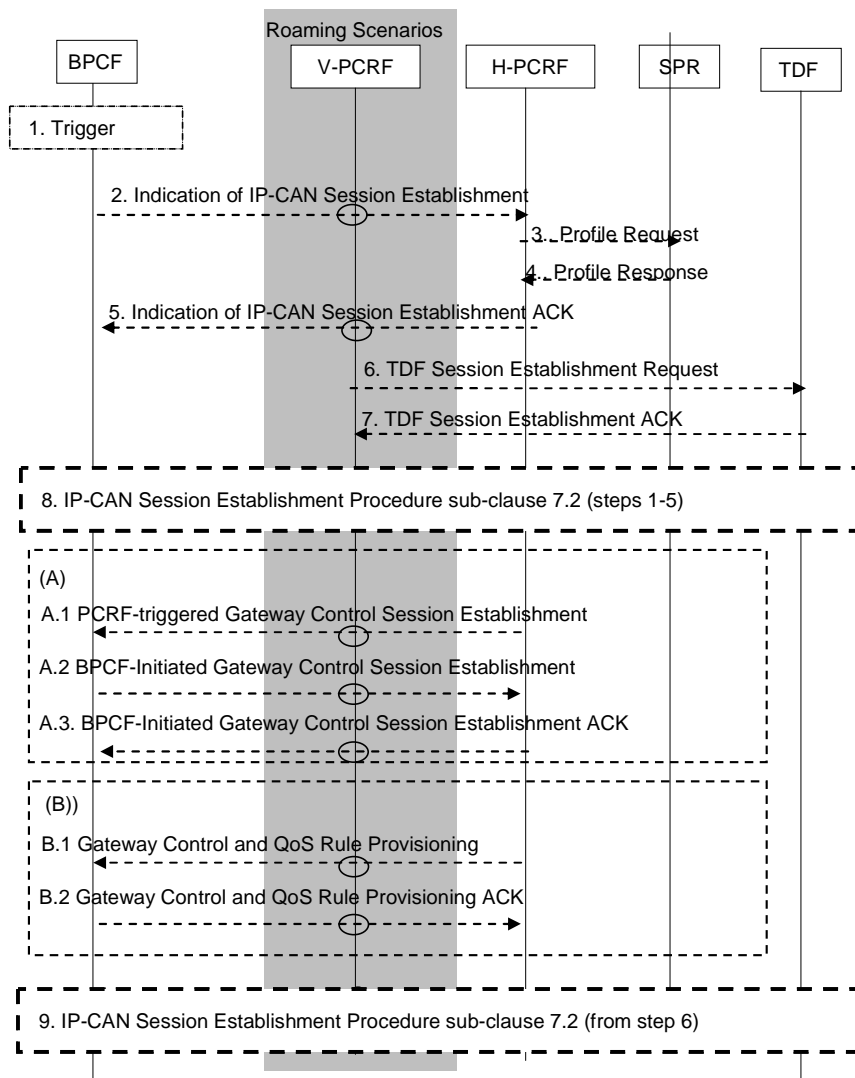 Roaming Scenarios
BPCF
V-PCRF
H-PCRF
SPR
TDF
1. Trigger
2. Indication of IP-CAN Session Establishment
3.. Profile Request
4.. Profile Response
5. Indication of IP-CAN Session Establishment ACK
6. TDF Session Establishment Request
7. TDF Session Establishment ACK
8. IP-CAN Session Establishment Procedure sub-clause 7.2 (steps 1-5)
(A)
A.1 PCRF-triggered Gateway Control Session Establishment
A.2 BPCF-Initiated Gateway Control Session Establishment
A.3. BPCF-Initiated Gateway Control Session Establishment ACK
(B))
B.1 Gateway Control and QoS Rule Provisioning
B.2 Gateway Control and QoS Rule Provisioning ACK
9. IP-CAN Session Establishment Procedure sub-clause 7.2 (from step 6)